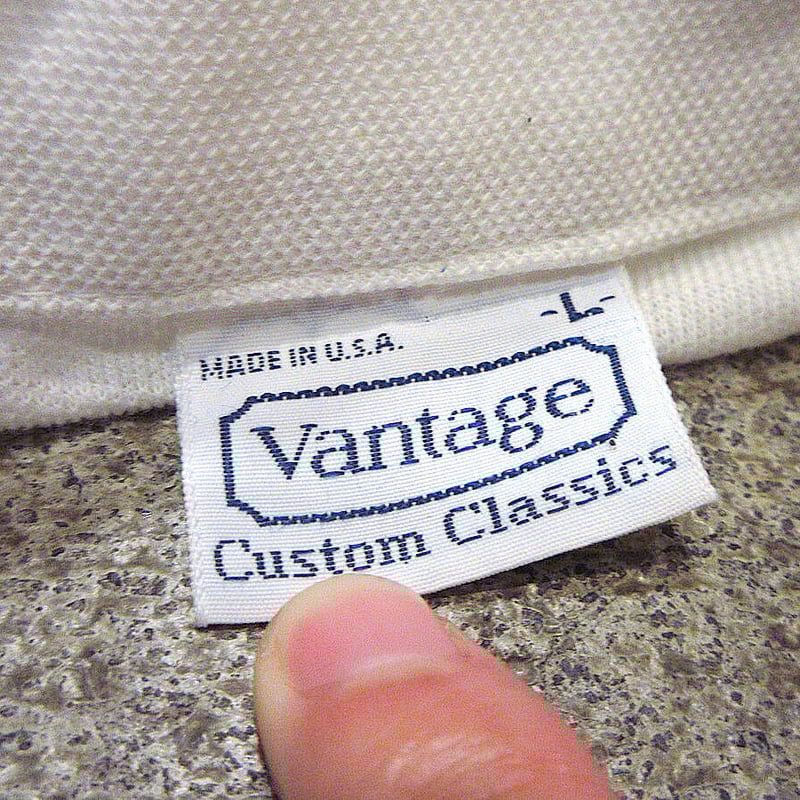 -L-
MADE IN U.S.A.
Vantage
Custom Classics